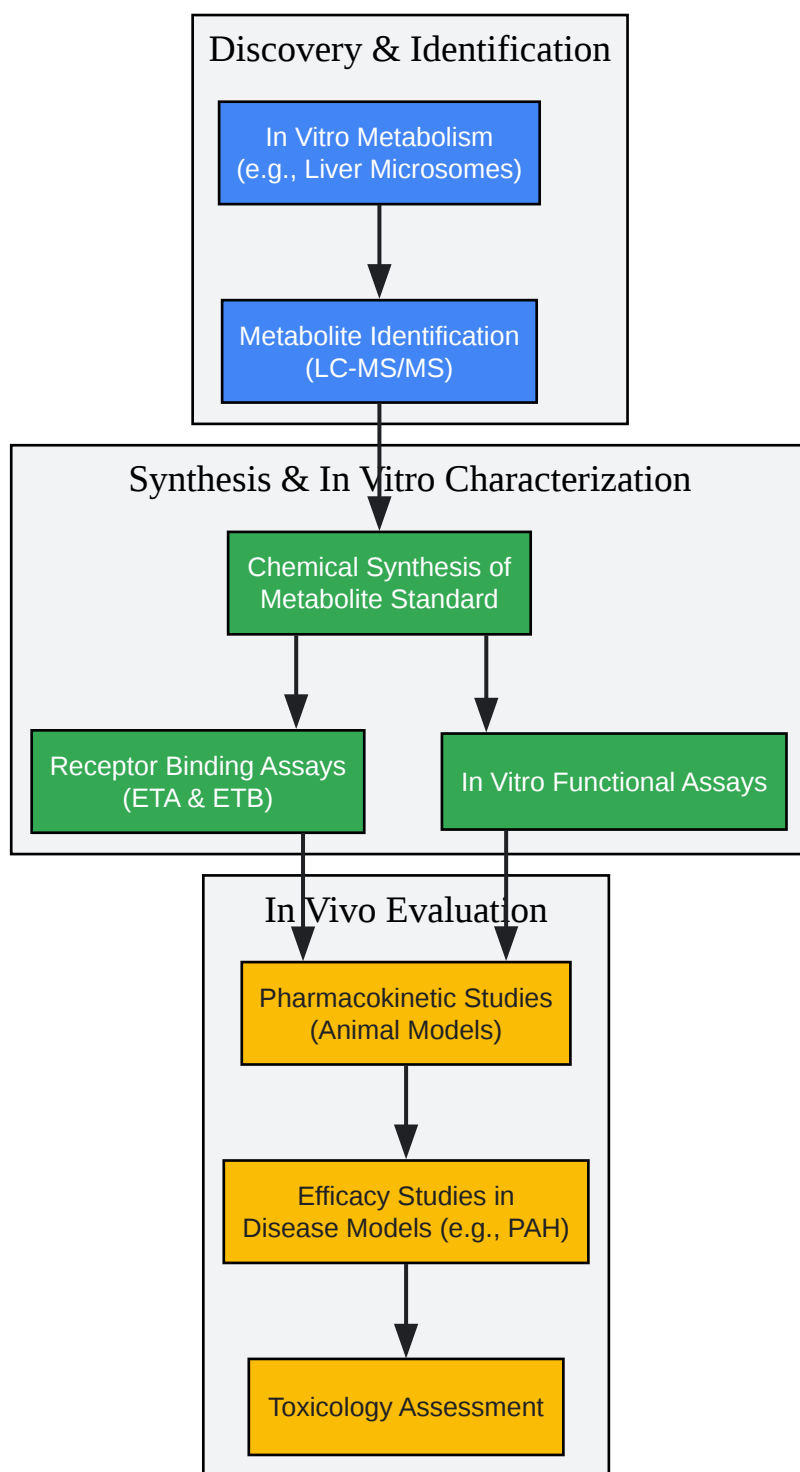 Discovery & Identification
In Vitro Metabolism
(e.g., Liver Microsomes)
Metabolite Identification
(LC-MS/MS)
Synthesis & In Vitro Characterization
Chemical Synthesis of
Metabolite Standard
Receptor Binding Assays
(ETA & ETB)
In Vitro Functional Assays
In Vivo Evaluation
Pharmacokinetic Studies
(Animal Models)
Efficacy Studies in
Disease Models (e.g., PAH)
Toxicology Assessment